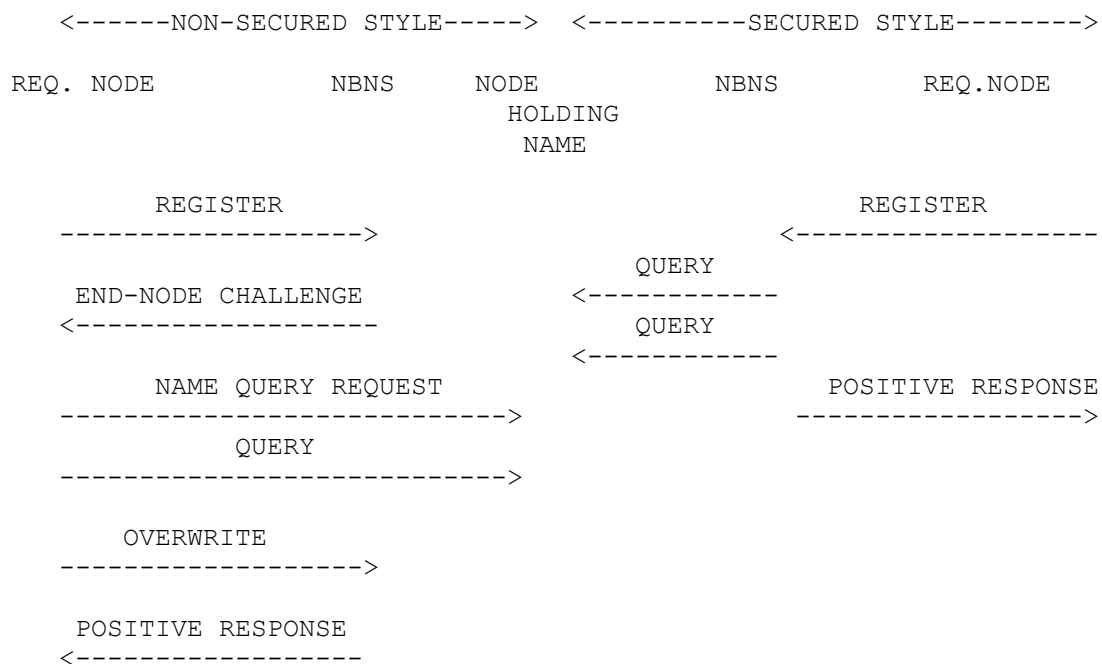 <------NON-SECURED STYLE-----> <----------SECURED STYLE-------->
REQ. NODE NBNS NODE NBNS REQ.NODE
HOLDING
NAME
REGISTER REGISTER
-------------------> <-------------------
QUERY
END-NODE CHALLENGE <-------------
<------------------- QUERY
<-------------
NAME QUERY REQUEST POSITIVE RESPONSE
----------------------------> ------------------>
QUERY
---------------------------->
OVERWRITE
------------------->
POSITIVE RESPONSE
<------------------